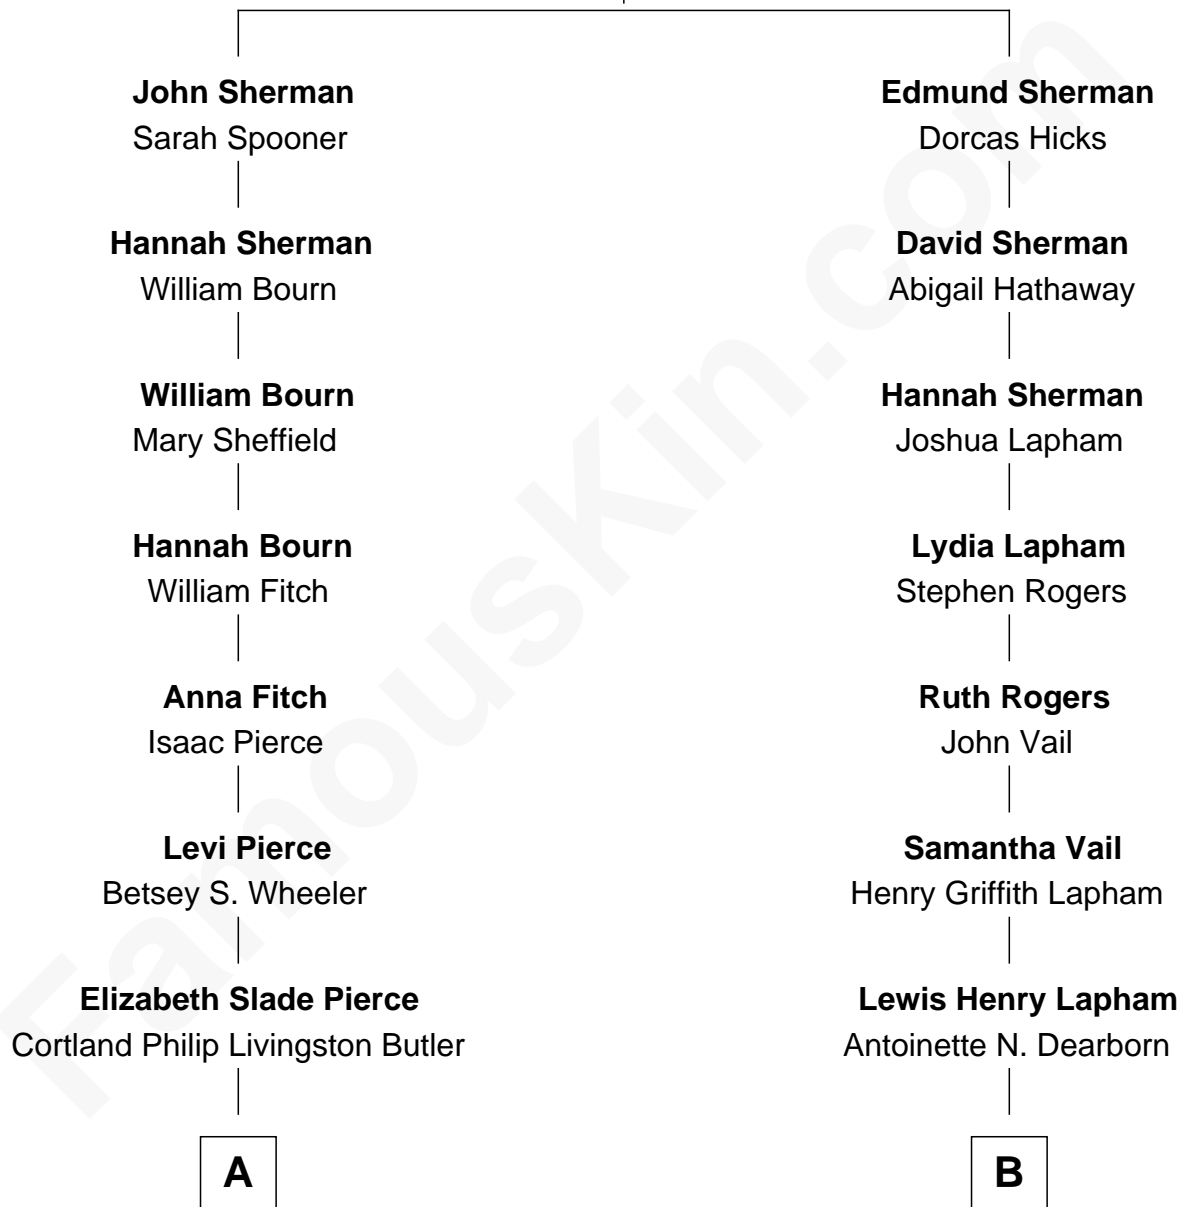 John Sherman
Sarah Spooner
Hannah Sherman
William Bourn
William Bourn
Mary Sheffield
Hannah Bourn
William Fitch
Anna Fitch
Isaac Pierce
Levi Pierce
Betsey S. Wheeler
Elizabeth Slade Pierce
Cortland Philip Livingston Butler
A
Edmund Sherman
Dorcas Hicks
David Sherman
Abigail Hathaway
Hannah Sherman
Joshua Lapham
Lydia Lapham
Stephen Rogers
Ruth Rogers
John Vail
Samantha Vail
Henry Griffith Lapham
Lewis Henry Lapham
Antoinette N. Dearborn
B
FamousKin.com